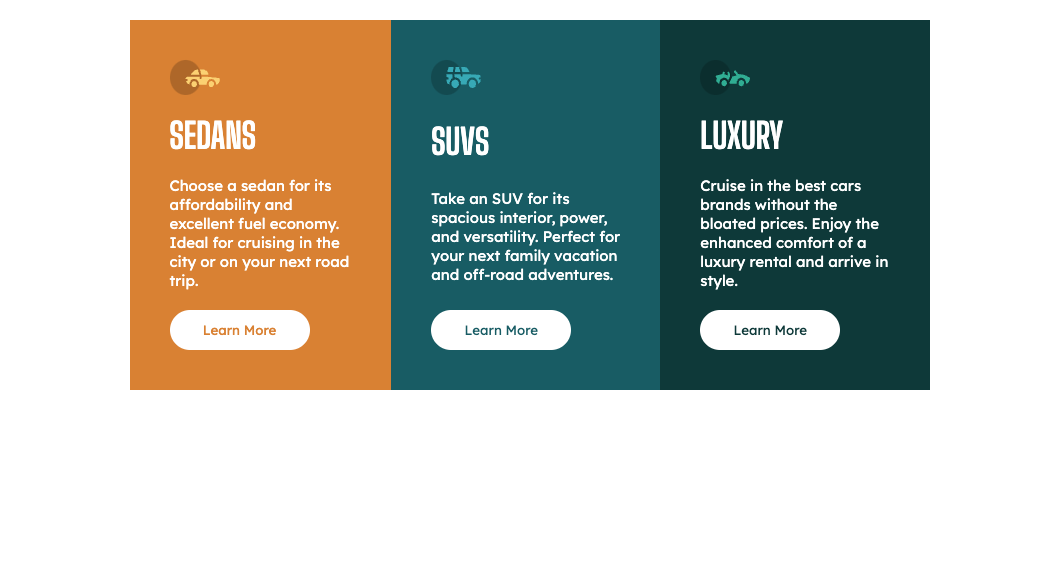 SEDANS
Choose a sedan for its
affordability and
excellent fuel economy.
Ideal for cruising in the
city or on your next road
trip.
Learn More
SUVS
Take an SUV for its
spacious interior, power,
and versatility. Perfect for
your next family vacation
and off-road adventures.
Learn More
LUXURY
Cruise in the best cars
brands without the
bloated prices. Enjoy the
enhanced comfort of a
luxury rental and arrive in
style.
Learn More